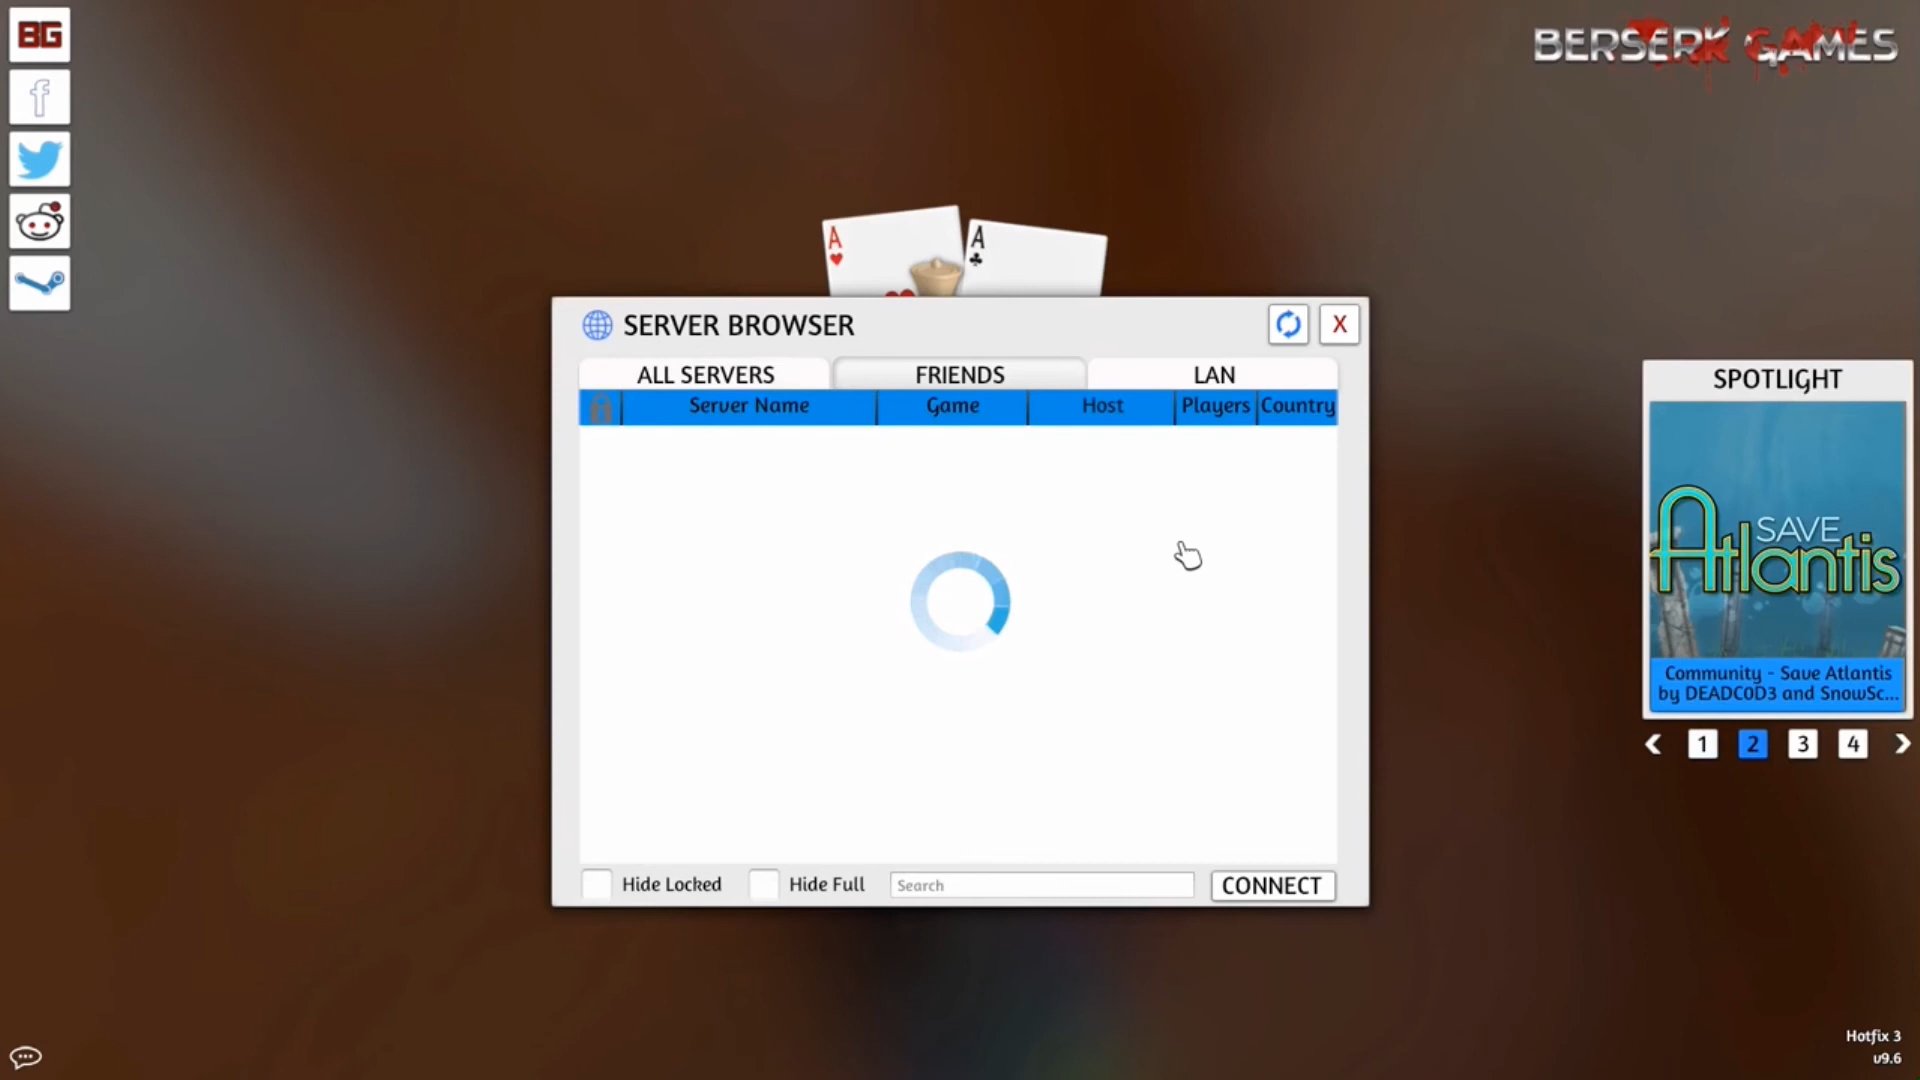 BG
BERSERK GAMES
A
A
SERVER BROWSER
X
ALL SERVERS
FRIENDS
LAN
Server Name
Game
Host
Players
Country
Hide Locked
Hide Full
Search
CONNECT
SPOTLIGHT
SAVE
Atlantis
Community - Save Atlantis
by DEADC0D3 and SnowSc...
1
2
3
4
Hotfix 3
v9.6